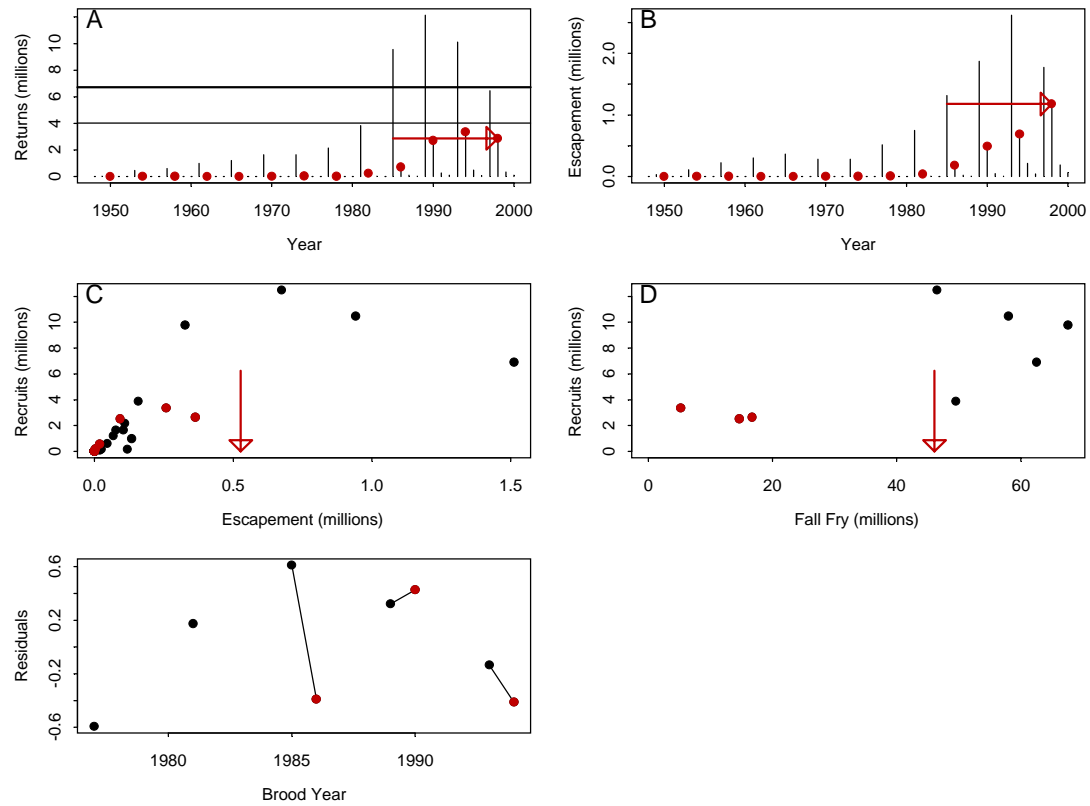 A
Returns (millions)
0 2 4 6 8 10
1950 1960 1970 1980 1990 2000
Year
B
Escapement (millions)
0.0 1.0 2.0
1950 1960 1970 1980 1990 2000
Year
C
Recruits (millions)
0 2 4 6 8 10
0.0 0.5 1.0 1.5
Escapement (millions)
D
Recruits (millions)
0 2 4 6 8 10
0 20 40 60
Fall Fry (millions)
Residuals
-0.6 -0.2 0.2 0.6
1980 1985 1990
Brood Year